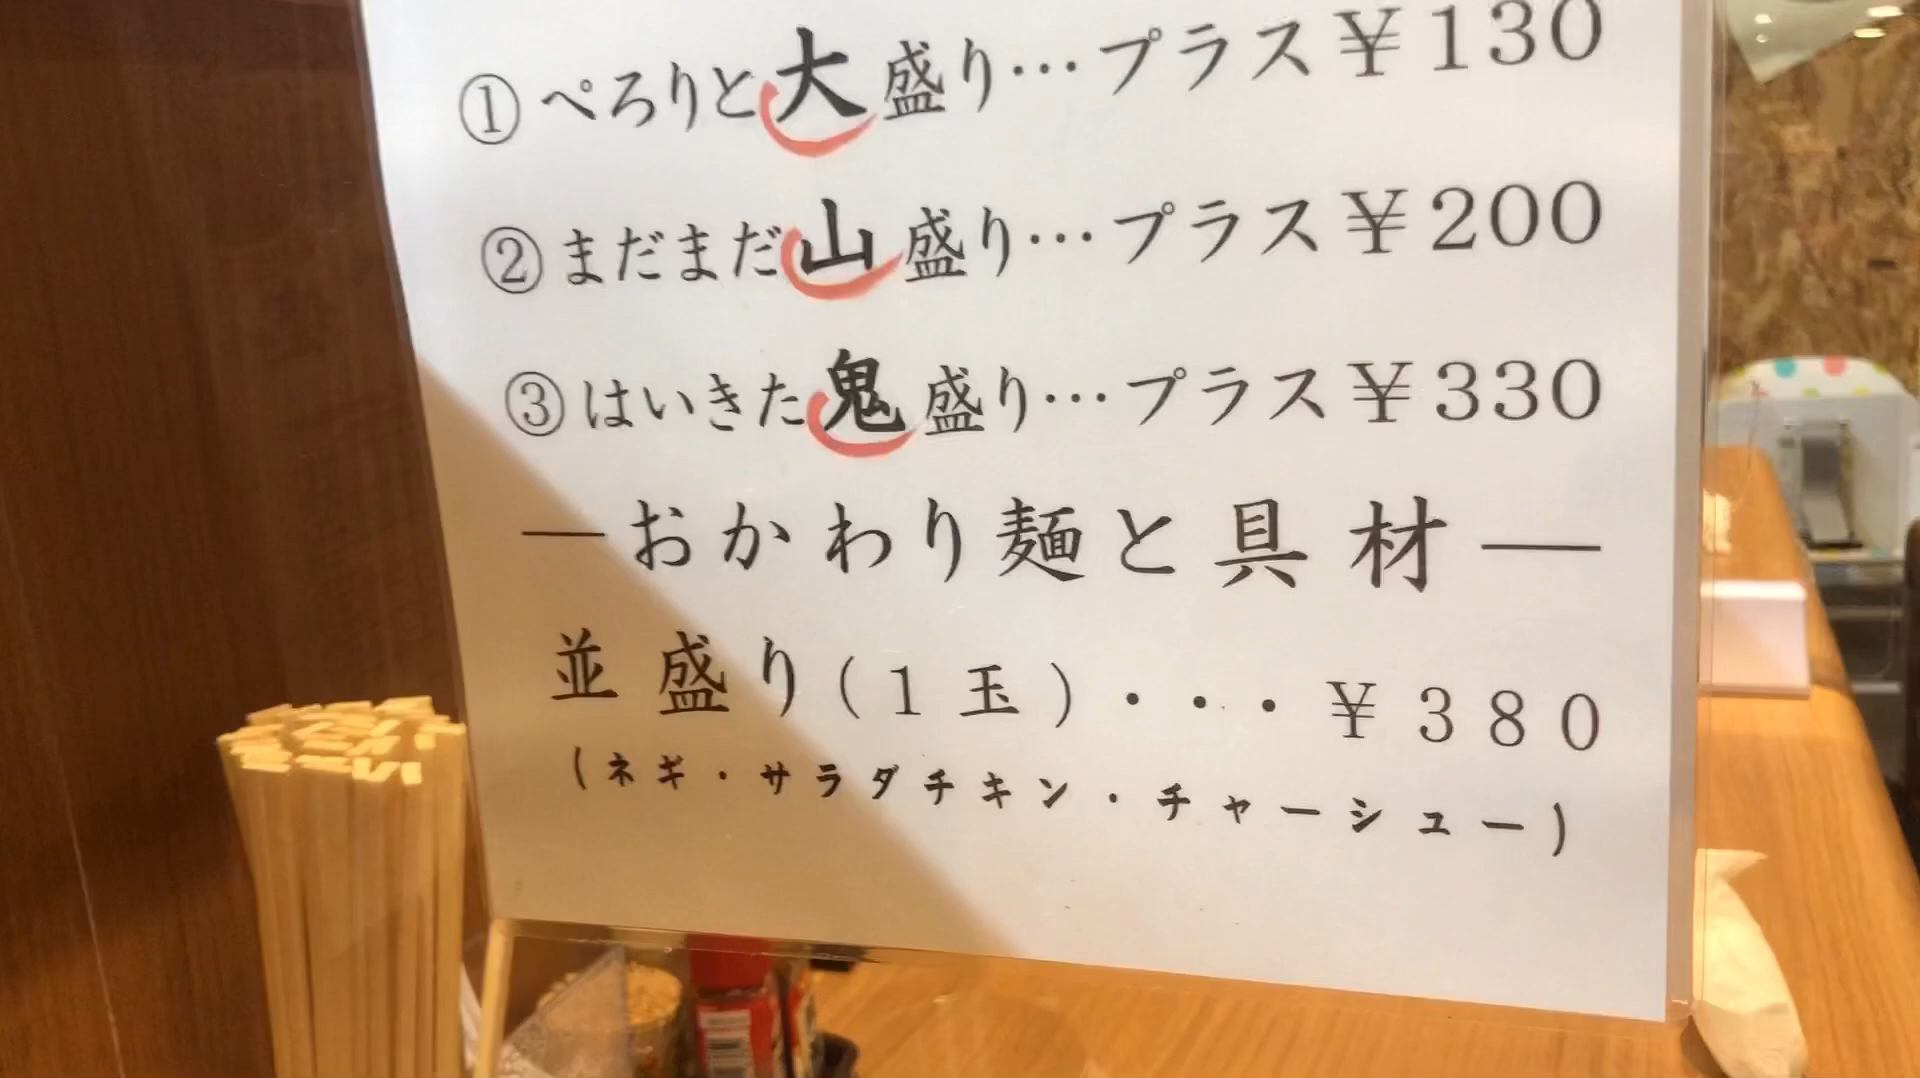 ①ぺろりと大盛り…プラス￥130
②まだまだ山盛り…プラス￥200
③はいきた鬼盛り…プラス￥330
―おかわり麺と具材―
並盛り(1玉)・・・￥380
(ネギ・サラダチキン・チャーシュー)